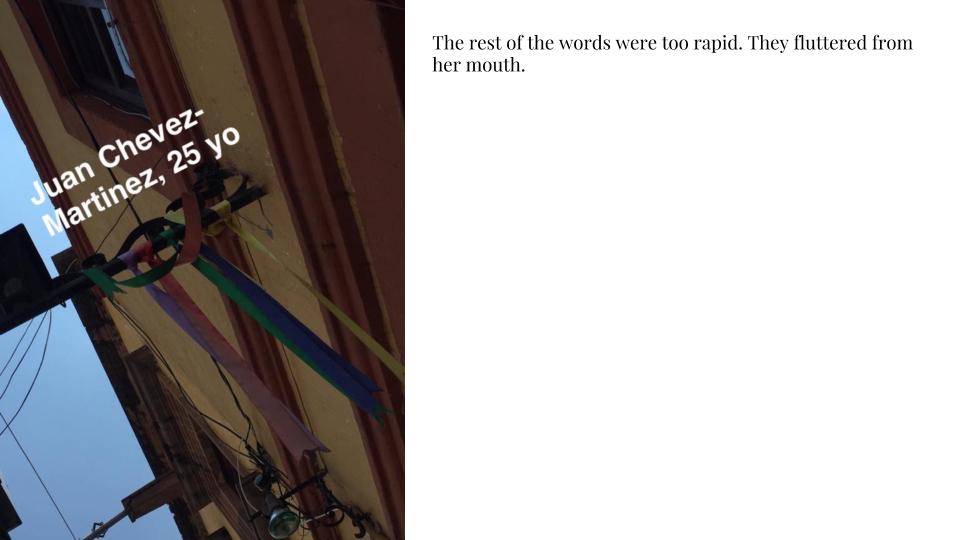 Juan Chevez-
Martinez, 25 yo
The rest of the words were too rapid. They fluttered from
her mouth.